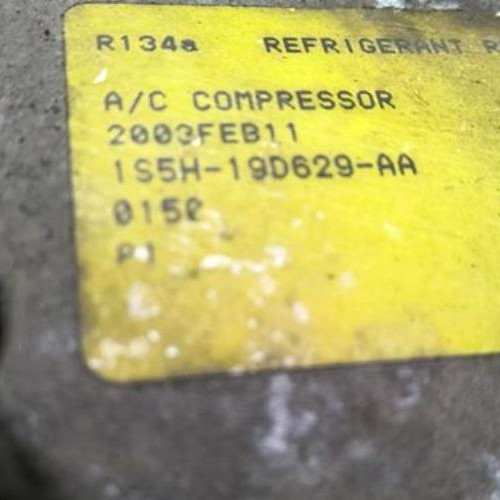 R134a REFRIGERANT
A/C COMPRESSOR
2003FEB11
1S5H-19D629-AA